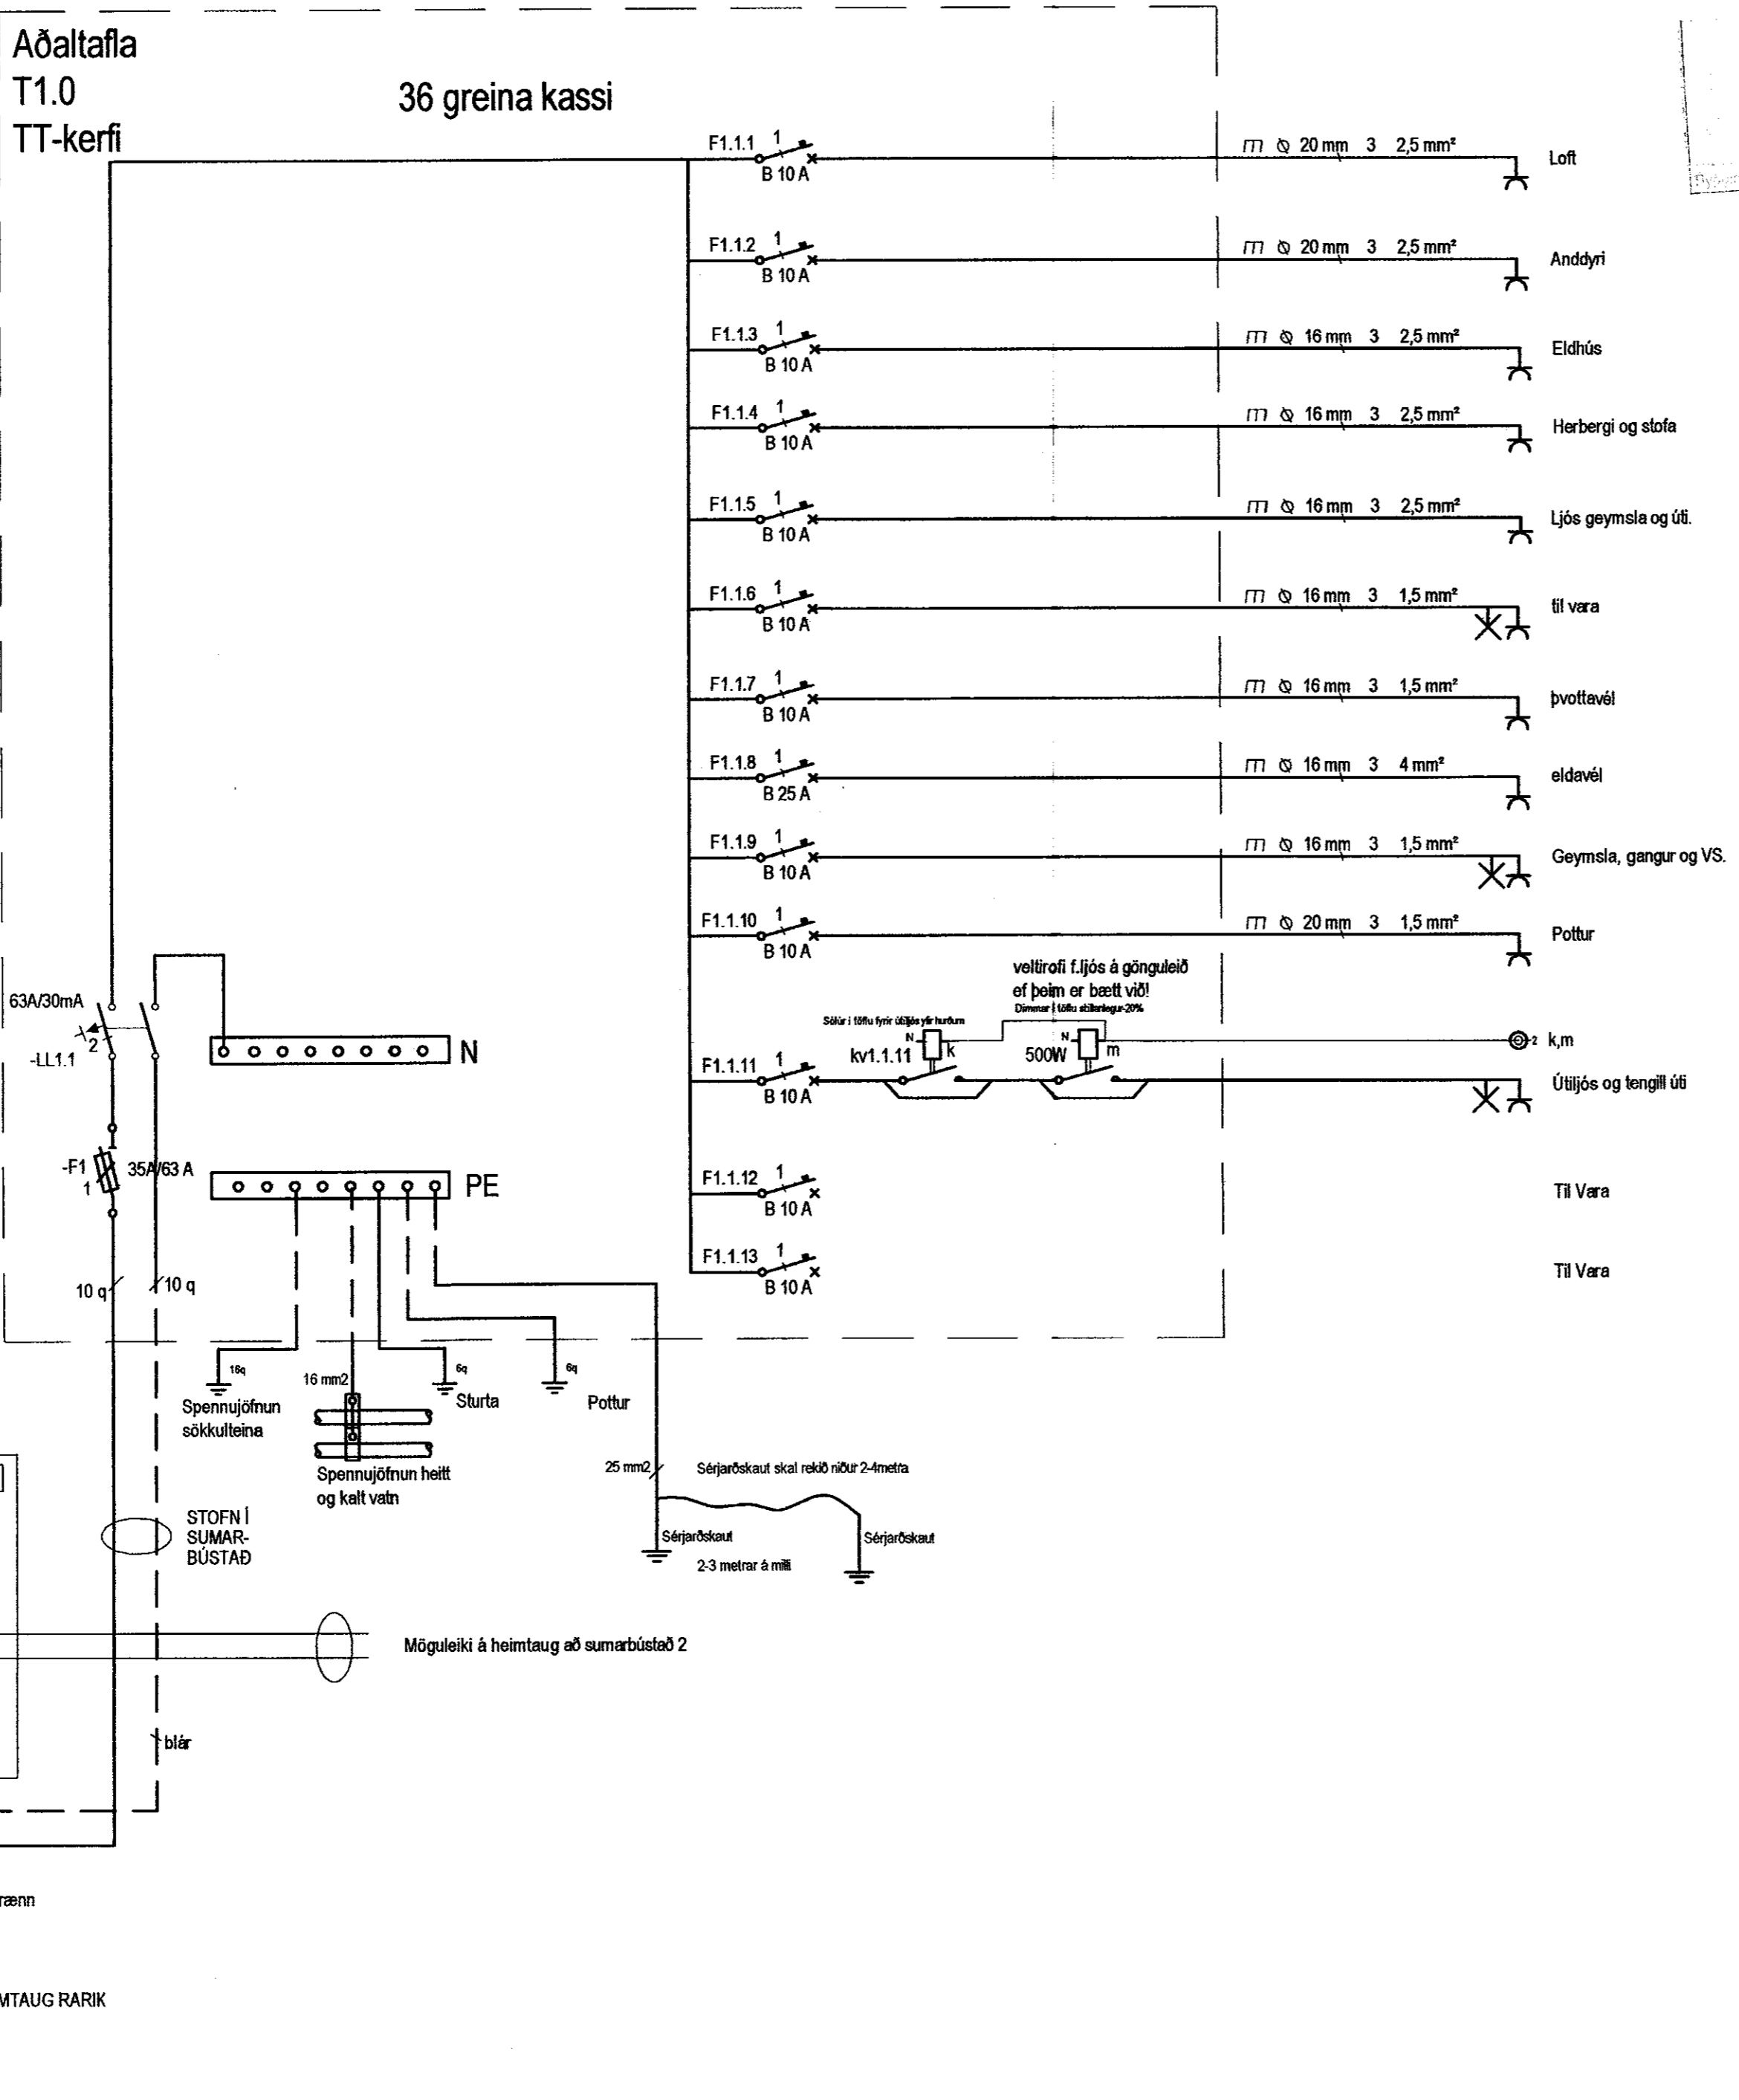 Aðaltafla
T1.0
TT-kerfi
36 greina kassi
F1.1.1 1
B 10 A
20 mm 3 2,5 mm²
Loft
F1.1.2 1
B 10 A
20 mm 3 2,5 mm²
Anddyri
F1.1.3 1
B 10 A
16 mm 3 2,5 mm²
Eldhús
F1.1.4 1
B 10 A
16 mm 3 2,5 mm²
Herbergi og stofa
F1.1.5 1
B 10 A
16 mm 3 2,5 mm²
Ljós geymsla og úti.
F1.1.6 1
B 10 A
16 mm 3 1,5 mm²
til vara
F1.1.7 1
B 10 A
16 mm 3 1,5 mm²
þvottavél
F1.1.8 1
B 25 A
16 mm 3 4 mm²
eldavél
F1.1.9 1
B 10 A
16 mm 3 1,5 mm²
Geymsla, gangur og VS.
F1.1.10 1
B 10 A
20 mm 3 1,5 mm²
Pottur
veltirofi f.ljós á gönguleið
ef þeim er bætt við!
Dimmar í töflu stillanlegur-20%
Sólúr í töflu fyrir útiljós yfir hurðum
N
k
kv1.1.11
N
m
500W
2 k,m
F1.1.11 1
B 10 A
Útiljós og tengill úti
F1.1.12 1
B 10 A
Til Vara
F1.1.13 1
B 10 A
Til Vara
63A/30mA
2
-LL1.1
N
-F1
1
35A/63 A
PE
10 q
10 q
16q
Spennujöfnun
sökkulteina
16 mm2
Spennujöfnun heitt
og kalt vatn
6q
Sturta
6q
Pottur
25 mm2
Sérjarðskaut skal rekið niður 2-4metra
Sérjarðskaut
Sérjarðskaut
2-3 metrar á milli
STOFN Í
SUMAR-
BÚSTAÐ
Möguleiki á heimtaug að sumarbústað 2
blár
rænn
MTAUG RARIK